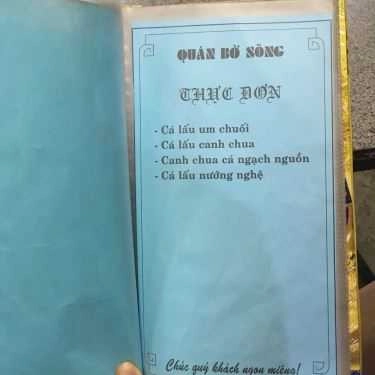 QUÁN BỜ SÔNG
THỰC ĐƠN
- Cá lấu um chuối
- Cá lấu canh chua
- Canh chua cá ngạch nguồn
- Cá lấu nướng nghệ
Chúc quý khách ngon miệng!